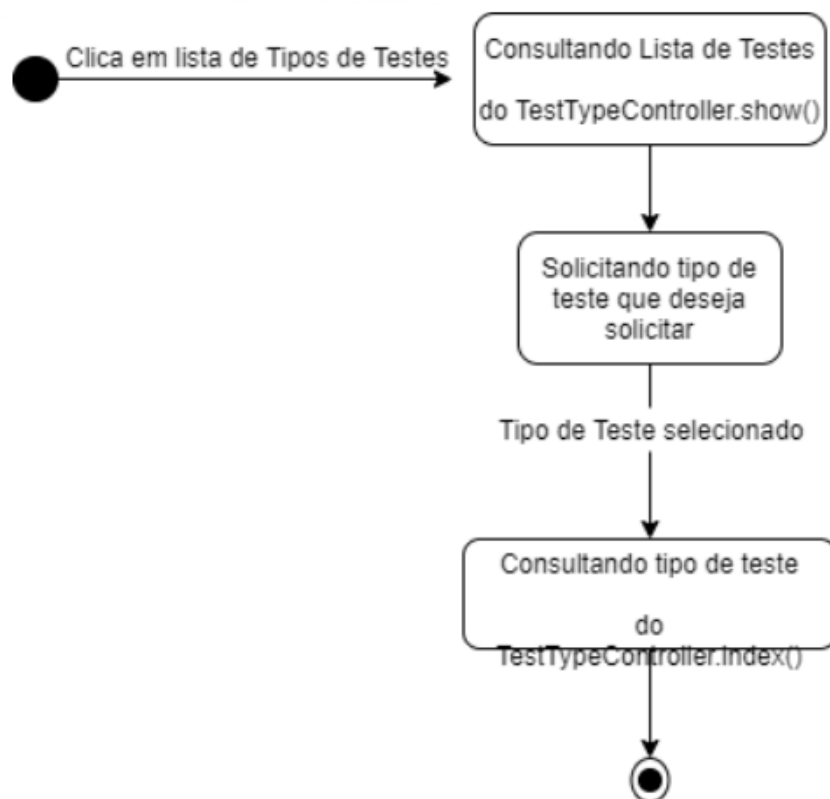 Clica em lista de Tipos de Testes
Consultando Lista de Testes
do TestTypeController.show()
Solicitando tipo de
teste que deseja
solicitar
Tipo de Teste selecionado
Consultando tipo de teste
do
TestTypeController.index()